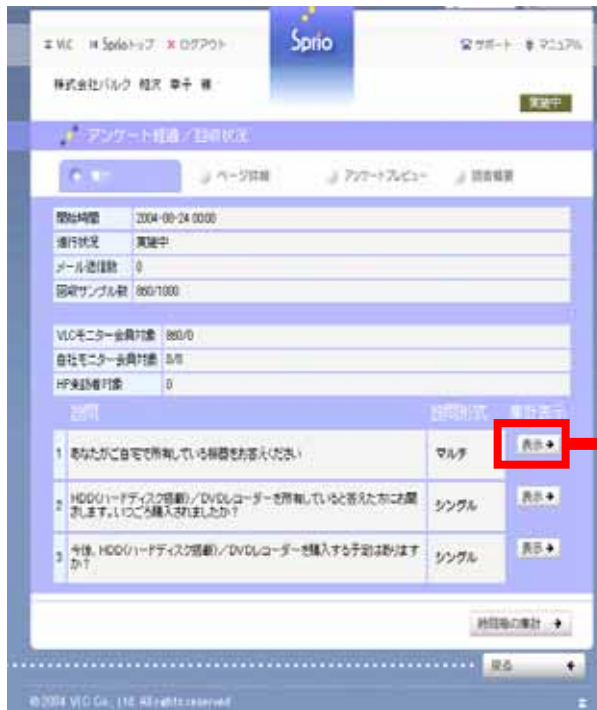 VLC Sprioトップ ログアウト
Sprio
サポート マニュアル
株式会社バルク 相沢 幸子 様
実施中
アンケート経過／回収状況
ページ詳細 アンケートプレビュー 調査概要
開始時間 2004-08-24 00:00
進行状況 実施中
メール送信数 0
回収サンプル数 860/1000
VLCモニター会員対象 860/0
自社モニター会員対象 0/0
HP来訪者対象 0
設問 設問形式 集計表示
1 あなたがご自宅で所有している機器をお答えください マルチ 表示
2 HDD(ハードディスク搭載)／DVDレコーダーを所有していると答えた方にお聞
きします。いつごろ購入されましたか？ シングル 表示
3 今後、HDD(ハードディスク搭載)／DVDレコーダーを購入する予定はあります
か？ シングル 表示
時間毎の集計
戻る
©2004 VLC Co., Ltd. All rights reserved